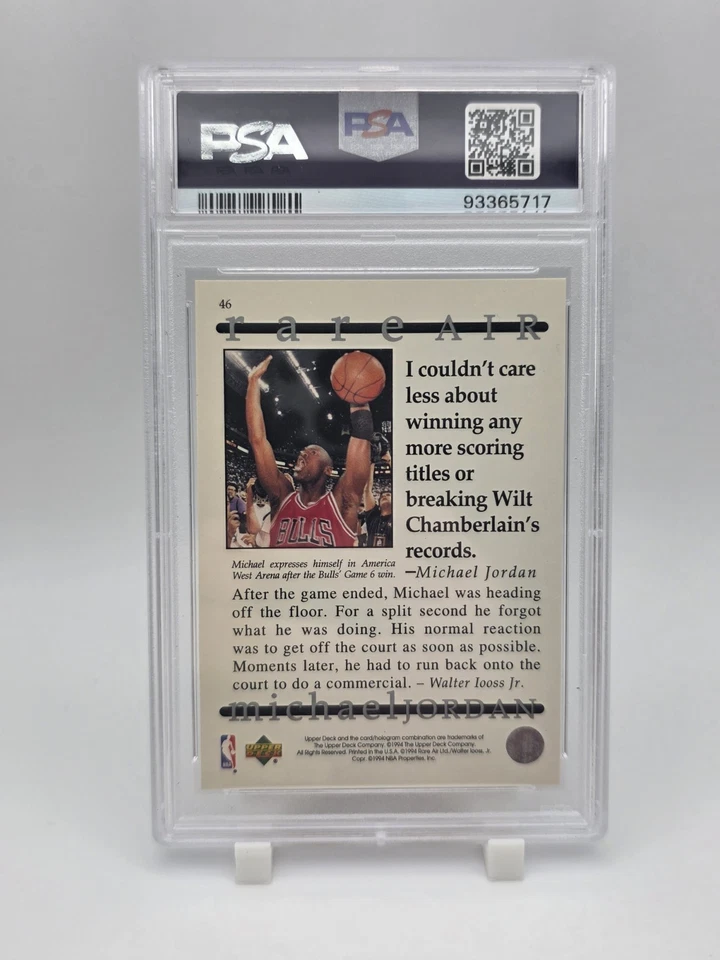 PSA
PSA
93365717
46
rare AIR
I couldn't care
less about
winning any
more scoring
titles or
breaking Wilt
Chamberlain's
records.
—Michael Jordan
BULLS
Michael expresses himself in America
West Arena after the Bulls' Game 6 win.
After the game ended, Michael was heading
off the floor. For a split second he forgot
what he was doing. His normal reaction
was to get off the court as soon as possible.
Moments later, he had to run back onto the
court to do a commercial. – Walter Iooss Jr.
michael JORDAN
UPPER DECK
Upper Deck and the card/hologram combination are trademarks of
The Upper Deck Company. ©1994 The Upper Deck Company.
All Rights Reserved. Printed in the U.S.A. ©1994 Rare Air Ltd./Walter Iooss, Jr.
Copr. ©1994 NBA Properties, Inc.